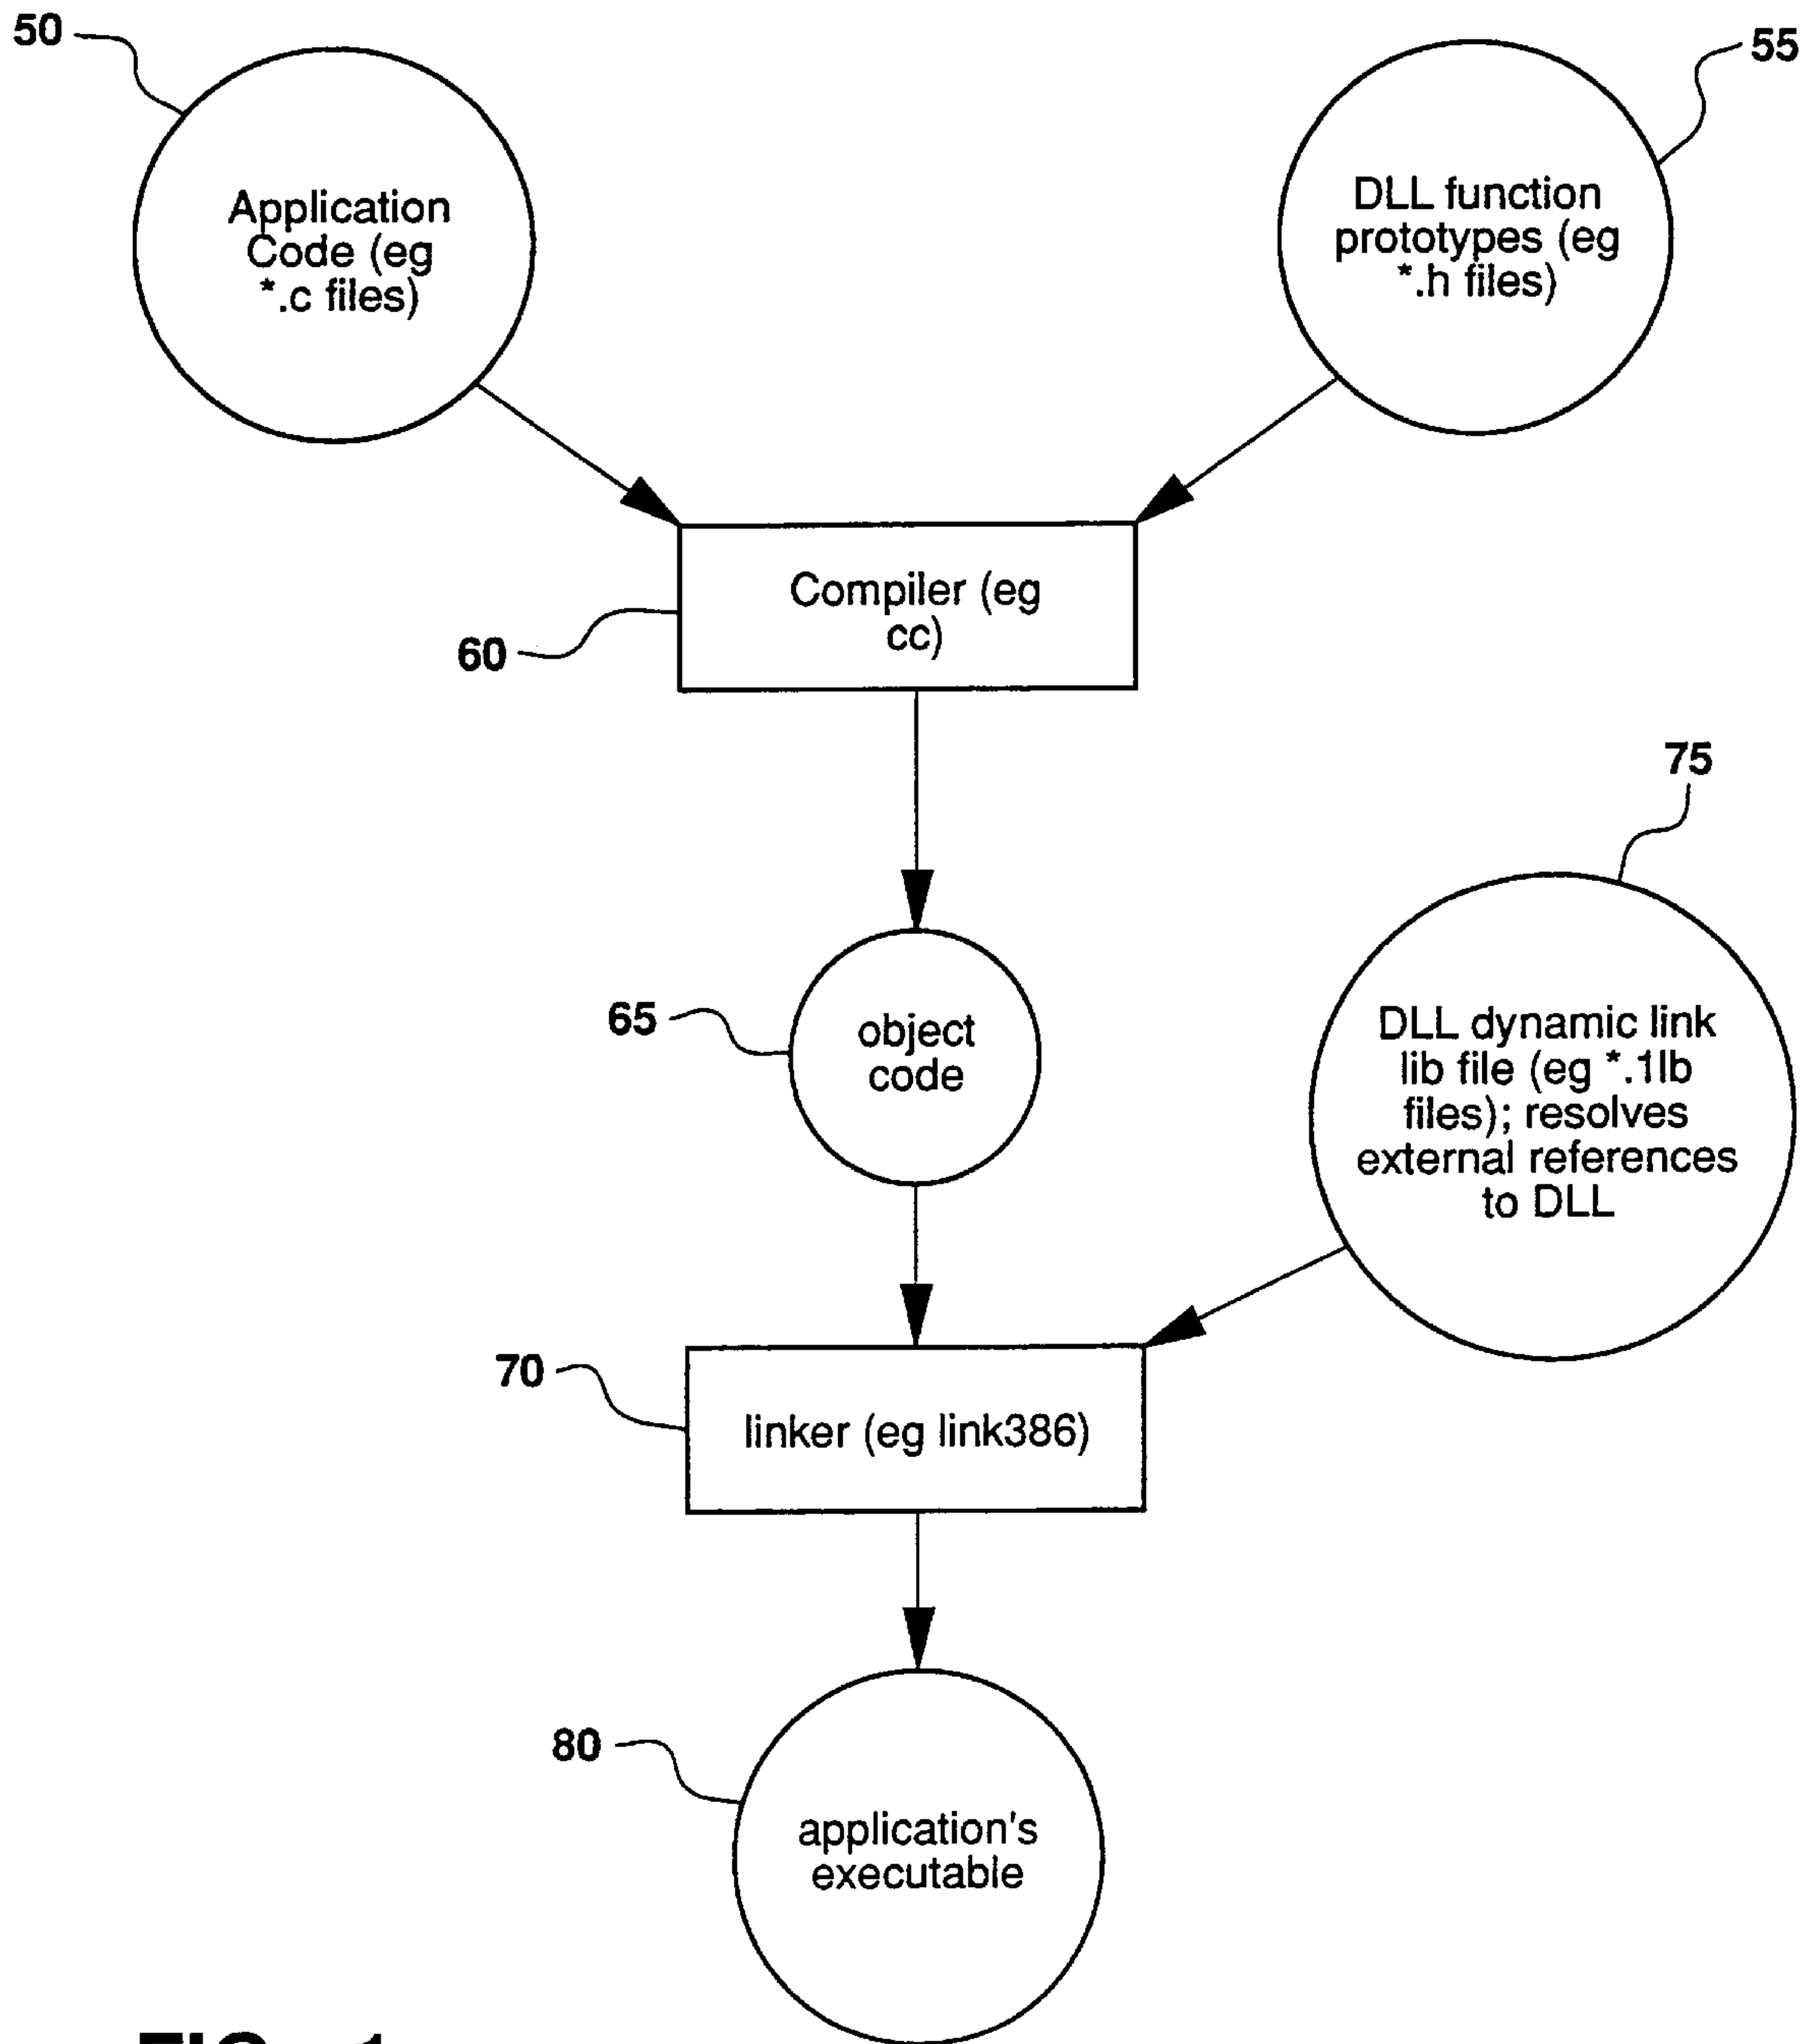 50
55
Application
Code (eg
*.c files)
DLL function
prototypes (eg
*.h files)
Compiler (eg
cc)
60
75
65
object
code
DLL dynamic link
lib file (eg *.1lb
files); resolves
external references
to DLL
70
linker (eg link386)
80
application's
executable